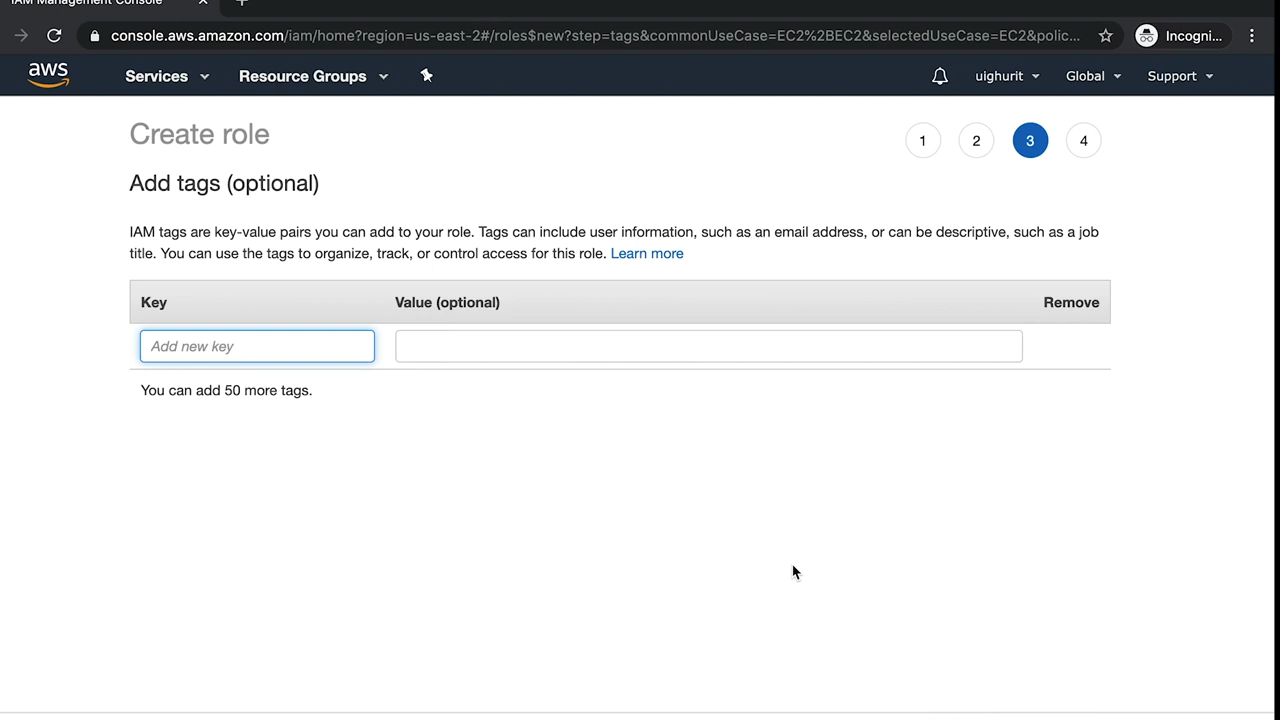 IAM Management Console
console.aws.amazon.com/iam/home?region=us-east-2#/roles$new?step=tags&commonUseCase=EC2%2BEC2&selectedUseCase=EC2&polic...
Incogni...
aws
Services
Resource Groups
uighurit
Global
Support
Create role
1
2
3
4
Add tags (optional)
IAM tags are key-value pairs you can add to your role. Tags can include user information, such as an email address, or can be descriptive, such as a job
title. You can use the tags to organize, track, or control access for this role. Learn more
Key
Value (optional)
Remove
Add new key
You can add 50 more tags.